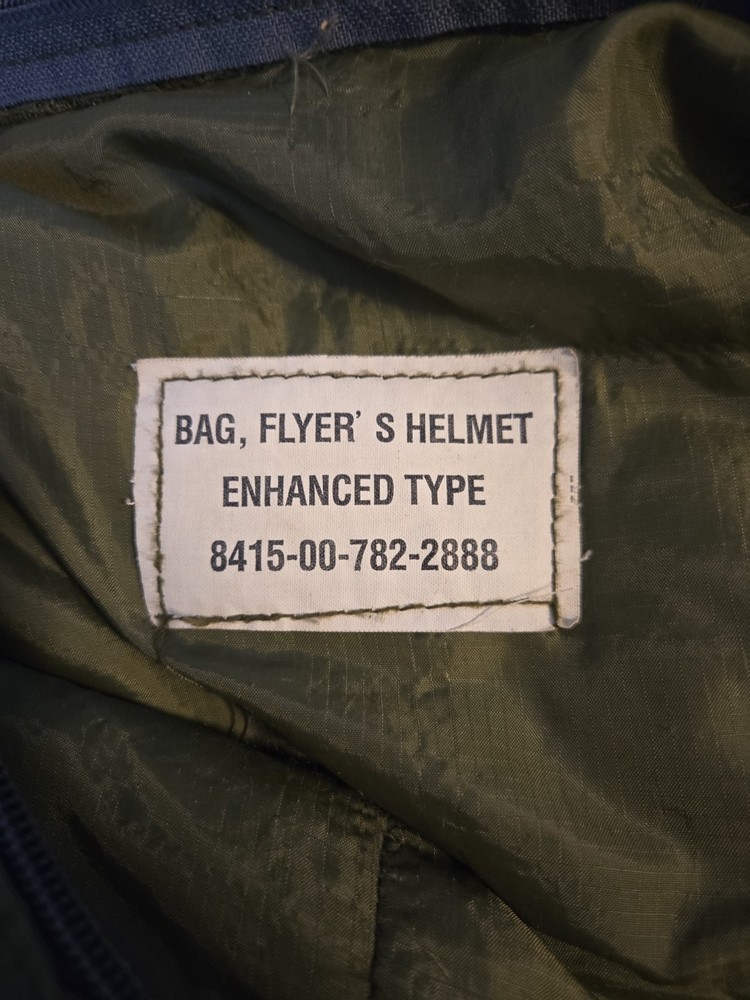 BAG, FLYER' S HELMET
ENHANCED TYPE
8415-00-782-2888